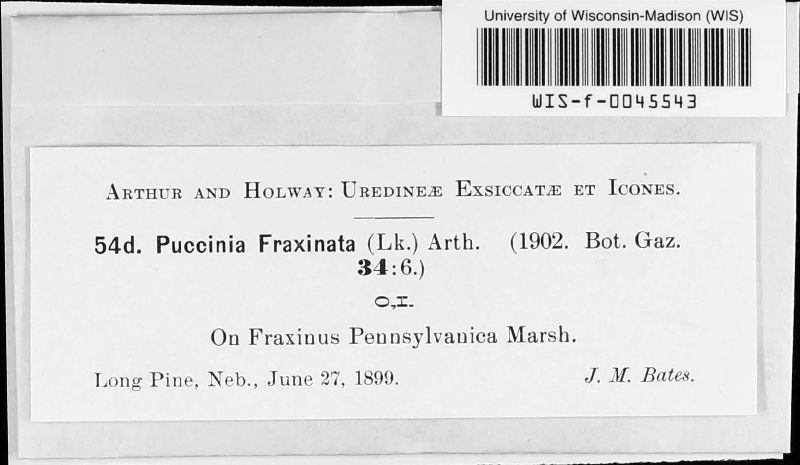 University of Wisconsin-Madison (WIS)
WIS-f-0045543
ARTHUR AND HOLWAY: UREDINEÆ EXSICCATÆ ET ICONES.
54d. Puccinia Fraxinata (Lk.) Arth. (1902. Bot. Gaz.
34:6.)
O,I.
On Fraxinus Pennsylvanica Marsh.
Long Pine, Neb., June 27, 1899. J. M. Bates.